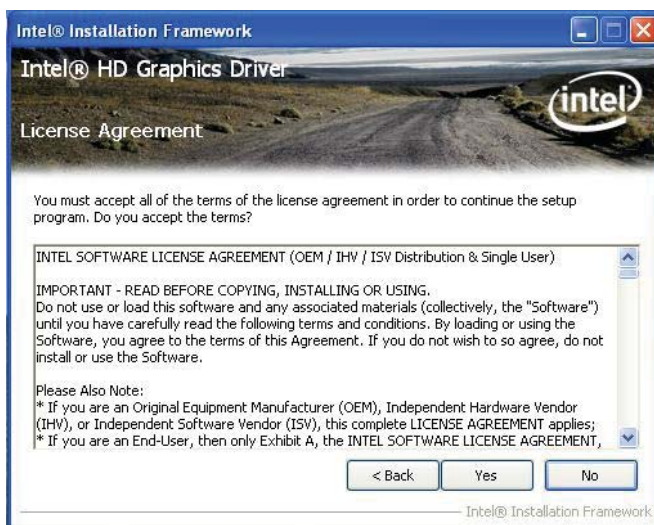 Intel® Installation Framework
Intel® HD Graphics Driver
intel
License Agreement
You must accept all of the terms of the license agreement in order to continue the setup
program. Do you accept the terms?
INTEL SOFTWARE LICENSE AGREEMENT (OEM / IHV / ISV Distribution & Single User)
IMPORTANT - READ BEFORE COPYING, INSTALLING OR USING.
Do not use or load this software and any associated materials (collectively, the "Software")
until you have carefully read the following terms and conditions. By loading or using the
Software, you agree to the terms of this Agreement. If you do not wish to so agree, do not
install or use the Software.
Please Also Note:
* If you are an Original Equipment Manufacturer (OEM), Independent Hardware Vendor
(IHV), or Independent Software Vendor (ISV), this complete LICENSE AGREEMENT applies;
* If you are an End-User, then only Exhibit A, the INTEL SOFTWARE LICENSE AGREEMENT,
< Back Yes No
Intel® Installation Framework